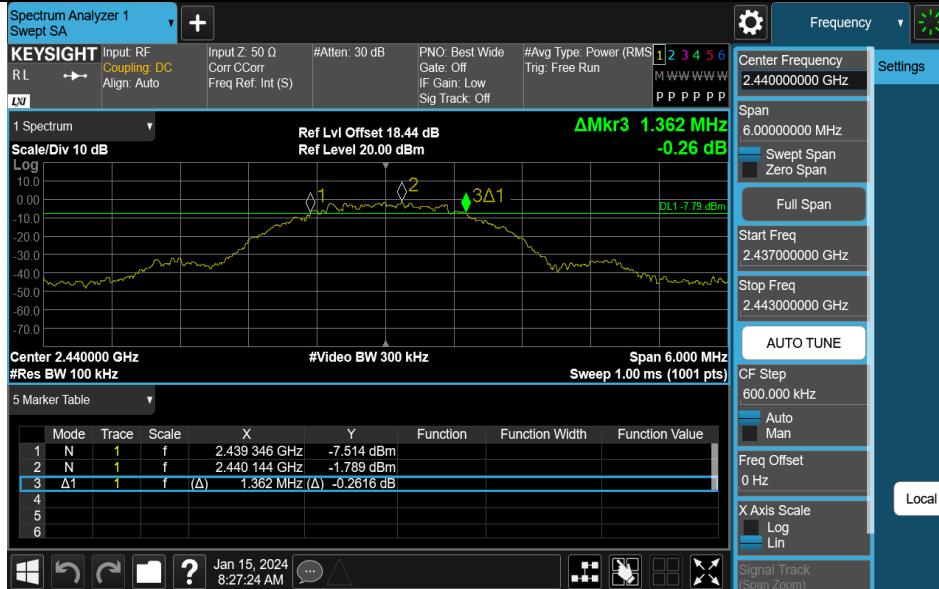 Spectrum Analyzer 1
Swept SA
▼
+
Frequency ▼
KEYSIGHT
RL
LXI
Input: RF
Coupling: DC
Align: Auto
Input Z: 50 Ω
Corr CCorr
Freq Ref: Int (S)
#Atten: 30 dB
PNO: Best Wide
Gate: Off
IF Gain: Low
Sig Track: Off
#Avg Type: Power (RMS
Trig: Free Run
1 2 3 4 5 6
M W W W W W
P P P P P P
1 Spectrum ▼
Scale/Div 10 dB
Ref Lvl Offset 18.44 dB
Ref Level 20.00 dBm
ΔMkr3 1.362 MHz
-0.26 dB
Log
10.0
0.00
-10.0
-20.0
-30.0
-40.0
-50.0
-60.0
-70.0
1
2
3Δ1
DL1 -7.79 dBm
Center 2.440000 GHz
#Res BW 100 kHz
#Video BW 300 kHz
Span 6.000 MHz
Sweep 1.00 ms (1001 pts)
5 Marker Table ▼
Mode Trace Scale X Y Function Function Width Function Value
1 N 1 f 2.439 346 GHz -7.514 dBm
2 N 1 f 2.440 144 GHz -1.789 dBm
3 Δ1 1 f (Δ) 1.362 MHz (Δ) -0.2616 dB
4
5
6
?
Jan 15, 2024
8:27:24 AM
Center Frequency
2.440000000 GHz
Span
6.00000000 MHz
Swept Span
Zero Span
Full Span
Start Freq
2.437000000 GHz
Stop Freq
2.443000000 GHz
AUTO TUNE
CF Step
600.000 kHz
Auto
Man
Freq Offset
0 Hz
X Axis Scale
Log
Lin
Signal Track
(Span Zoom)
Settings
Local